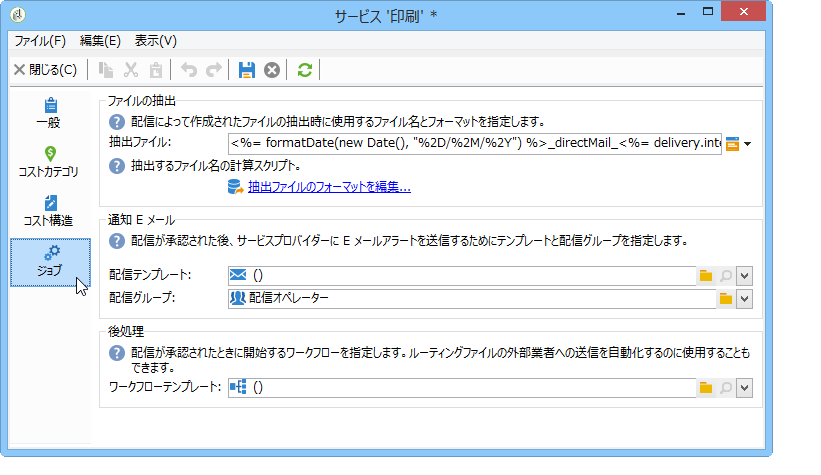 サービス '印刷' *
ファイル(F) 編集(E) 表示(V)
閉じる(C)
一般
コストカテゴリ
コスト構造
ジョブ
ファイルの抽出
配信によって作成されたファイルの抽出時に使用するファイル名とフォーマットを指定します。
抽出ファイル: <%= formatDate(new Date(), "%2D/%2M/%2Y") %>_directMail_<%= delivery.inte
抽出するファイル名の計算スクリプト。
抽出ファイルのフォーマットを編集...
通知 E メール
配信が承認された後、サービスプロバイダーに E メールアラートを送信するためにテンプレートと配信グループを指定します。
配信テンプレート: ()
配信グループ: 配信オペレーター
後処理
配信が承認されたときに開始するワークフローを指定します。ルーティングファイルの外部業者への送信を自動化するのに使用することも
できます。
ワークフローテンプレート: ()